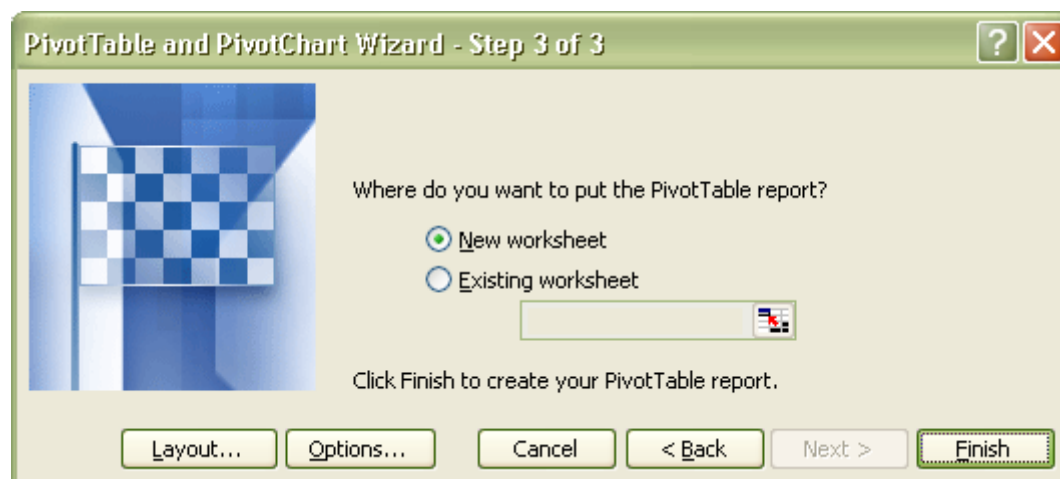 PivotTable and PivotChart Wizard - Step 3 of 3
?
Where do you want to put the PivotTable report?
New worksheet
Existing worksheet
Click Finish to create your PivotTable report.
Layout... Options... Cancel < Back Next > Finish